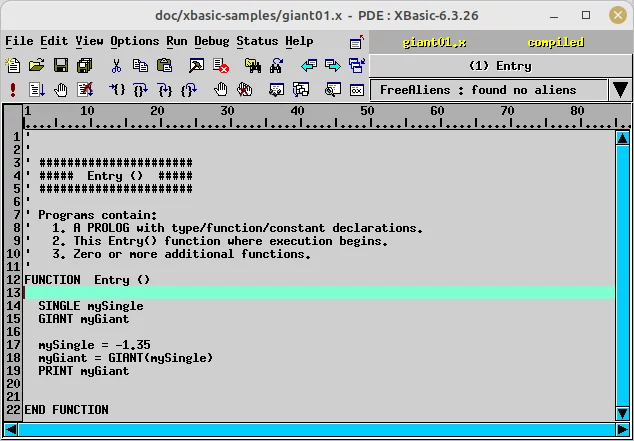 doc/xbasic-samples/giant01.x - PDE : XBasic-6.3.26
File Edit View Options Run Debug Status Help
giant01.x compiled
(1) Entry
FreeAliens : found no aliens
1 10 20 30 40 50 60 70 80
1 '
2 '
3 ' ######################
4 ' ##### Entry () #####
5 ' ######################
6 '
7 ' Programs contain:
8 ' 1. A PROLOG with type/function/constant declarations.
9 ' 2. This Entry() function where execution begins.
10 ' 3. Zero or more additional functions.
11 '
12 FUNCTION Entry ()
13
14 SINGLE mySingle
15 GIANT myGiant
16
17 mySingle = -1.35
18 myGiant = GIANT(mySingle)
19 PRINT myGiant
20
21
22 END FUNCTION